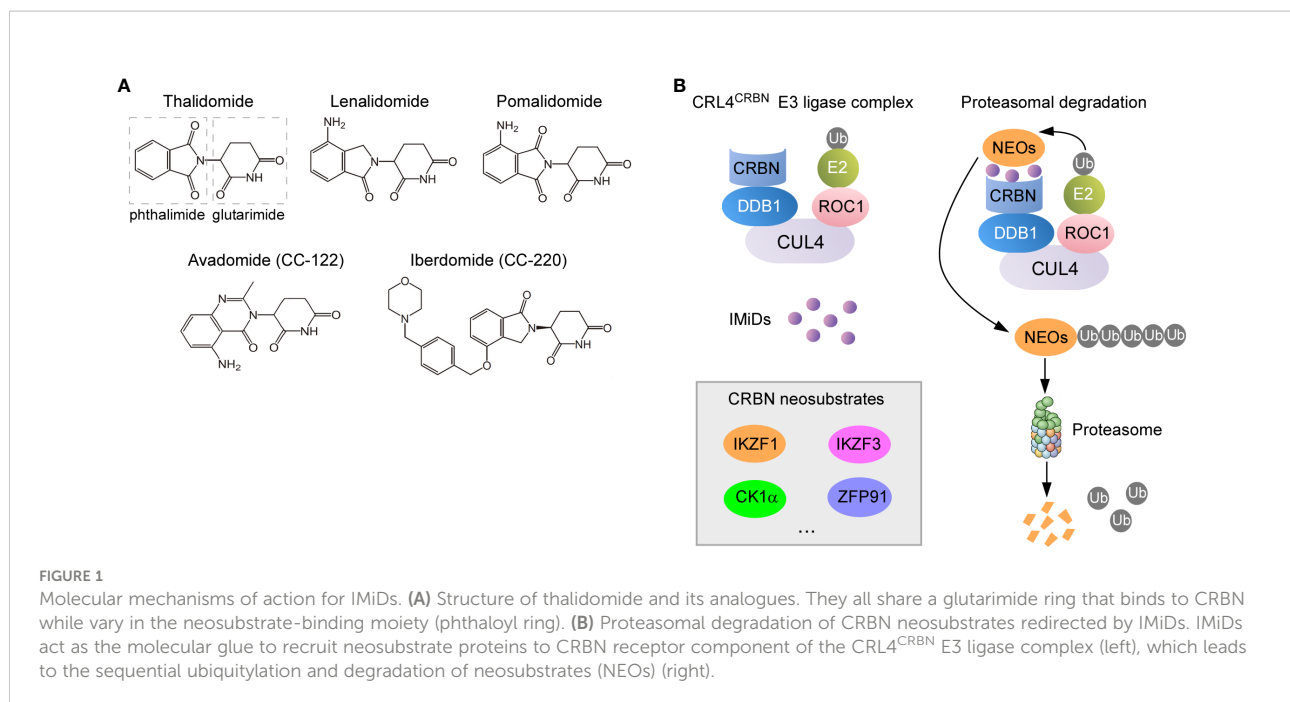 A
Thalidomide
Lenalidomide
Pomalidomide
O
N
O
O
NH
O
phthalimide
glutarimide
NH2
N
O
O
NH
O
NH2
O
N
O
O
NH
O
Avadomide (CC-122)
Iberdomide (CC-220)
N
N
O
O
NH
O
NH2
O
N
O
O
N
O
NH
O
B
CRL4CRBN E3 ligase complex
Proteasomal degradation
CRBN
DDB1
Ub
E2
ROC1
CUL4
IMiDs
CRBN neosubstrates
IKZF1
IKZF3
CK1α
ZFP91
...
NEOs
CRBN
DDB1
Ub
E2
ROC1
CUL4
NEOs
Ub Ub Ub Ub Ub
Proteasome
Ub
Ub
Ub
FIGURE 1
Molecular mechanisms of action for IMiDs. (A) Structure of thalidomide and its analogues. They all share a glutarimide ring that binds to CRBN
while vary in the neosubstrate-binding moiety (phthaloyl ring). (B) Proteasomal degradation of CRBN neosubstrates redirected by IMiDs. IMiDs
act as the molecular glue to recruit neosubstrate proteins to CRBN receptor component of the CRL4CRBN E3 ligase complex (left), which leads
to the sequential ubiquitylation and degradation of neosubstrates (NEOs) (right).